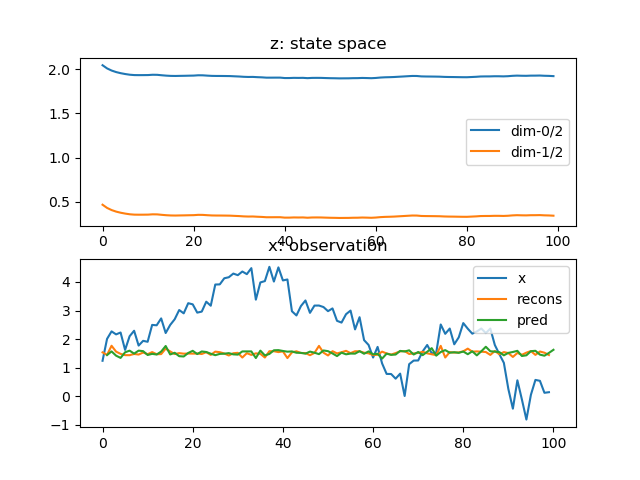 z: state space
2.0
1.5
1.0
0.5
dim-0/2
dim-1/2
0 20 40 60 80 100
x: observation
4
3
2
1
0
−1
x
recons
pred
0 20 40 60 80 100